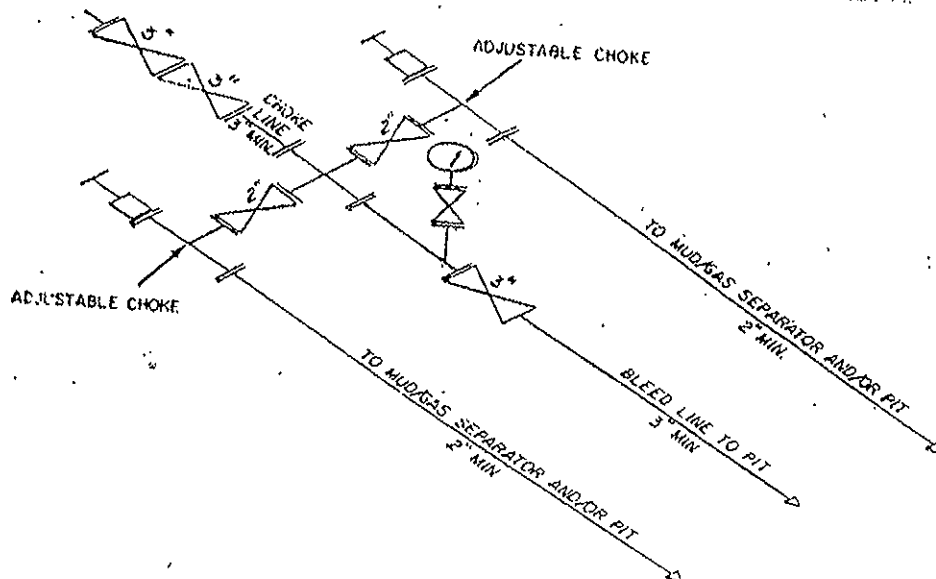 3"
3"
CHOKE
LINE
3" MIN.
2"
2"
ADJUSTABLE CHOKE
ADJUSTABLE CHOKE
3"
TO MUD/GAS SEPARATOR AND/OR PIT
2" MIN.
BLEED LINE TO PIT
3" MIN
TO MUD/GAS SEPARATOR AND/OR PIT
2" MIN